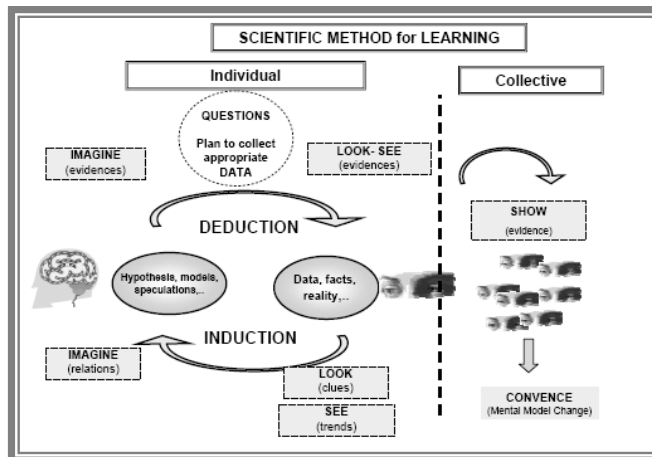 SCIENTIFIC METHOD for LEARNING
Individual
Collective
QUESTIONS
Plan to collect
appropriate
DATA
IMAGINE
(evidences)
LOOK- SEE
(evidences)
DEDUCTION
Hypothesis, models,
speculations,..
Data, facts,
reality,..
INDUCTION
IMAGINE
(relations)
LOOK
(clues)
SEE
(trends)
SHOW
(evidence)
CONVENCE
(Mental Model Change)